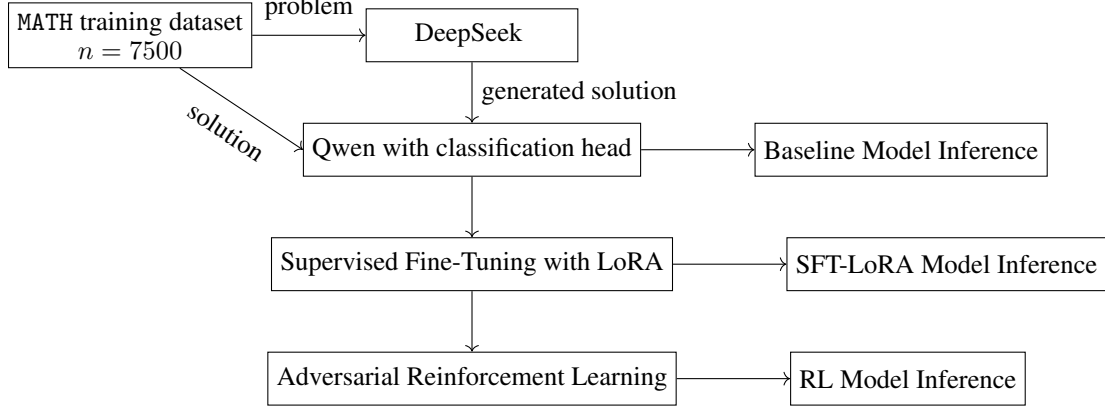 problem
MATH training dataset
n = 7500
DeepSeek
generated solution
solution
Qwen with classification head
Baseline Model Inference
Supervised Fine-Tuning with LoRA
SFT-LoRA Model Inference
Adversarial Reinforcement Learning
RL Model Inference